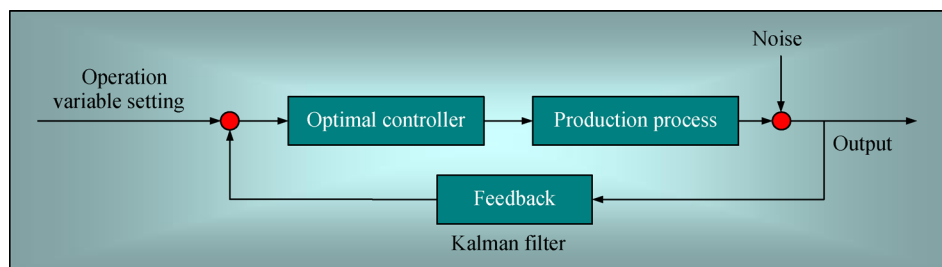 Noise
Operation
variable setting
Optimal controller
Production process
Output
Feedback
Kalman filter